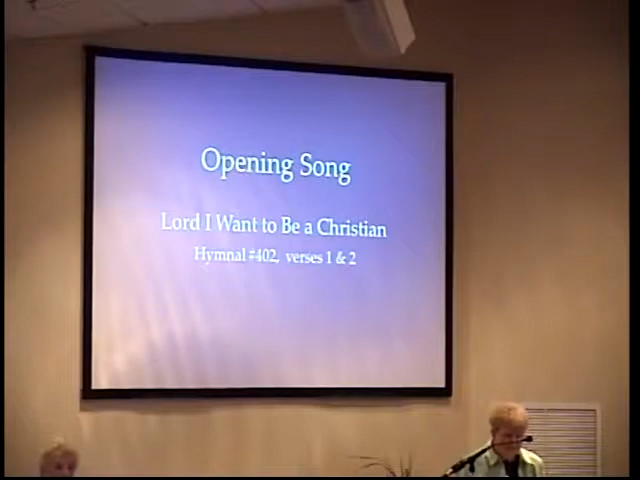 Opening Song
Lord I Want to Be a Christian
Hymnal #402, verses 1 & 2